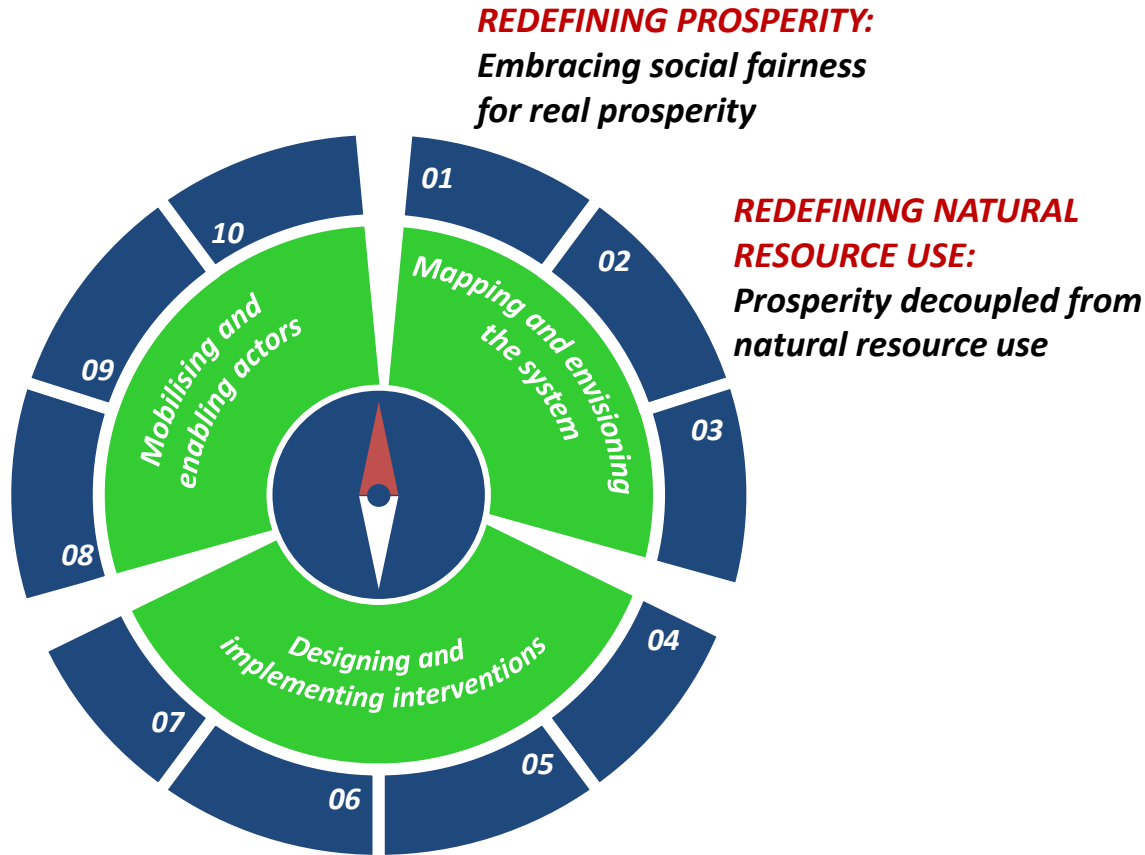 REDEFINING PROSPERITY:
Embracing social fairness
for real prosperity
REDEFINING NATURAL
RESOURCE USE:
Prosperity decoupled from
natural resource use
01
02
03
04
05
06
07
08
09
10
Mapping and envisioning
the system
Designing and
implementing interventions
Mobilising and
enabling actors